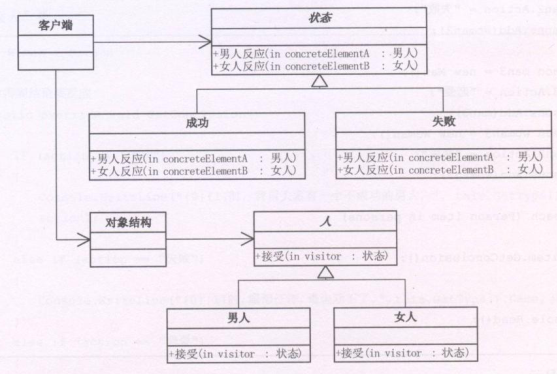 客户端
状态
+男人反应(in concreteElementA : 男人)
+女人反应(in concreteElementB : 女人)
成功
+男人反应(in concreteElementA : 男人)
+女人反应(in concreteElementB : 女人)
失败
+男人反应(in concreteElementA : 男人)
+女人反应(in concreteElementB : 女人)
对象结构
人
+接受(in visitor : 状态)
男人
+接受(in visitor : 状态)
女人
+接受(in visitor : 状态)